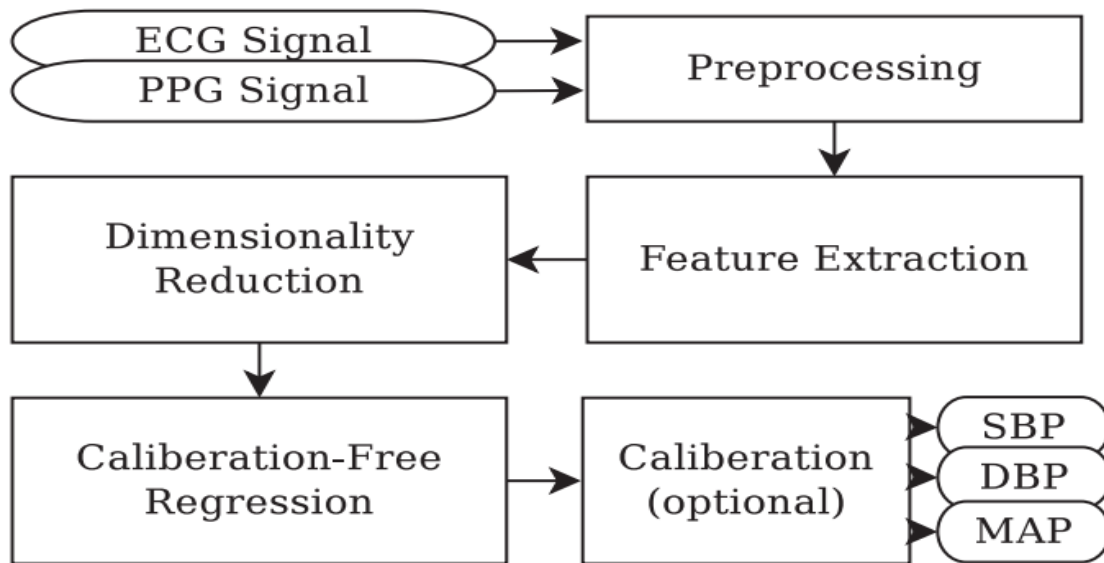 ECG Signal
PPG Signal
Preprocessing
Dimensionality
Reduction
Feature Extraction
Caliberation-Free
Regression
Caliberation
(optional)
SBP
DBP
MAP